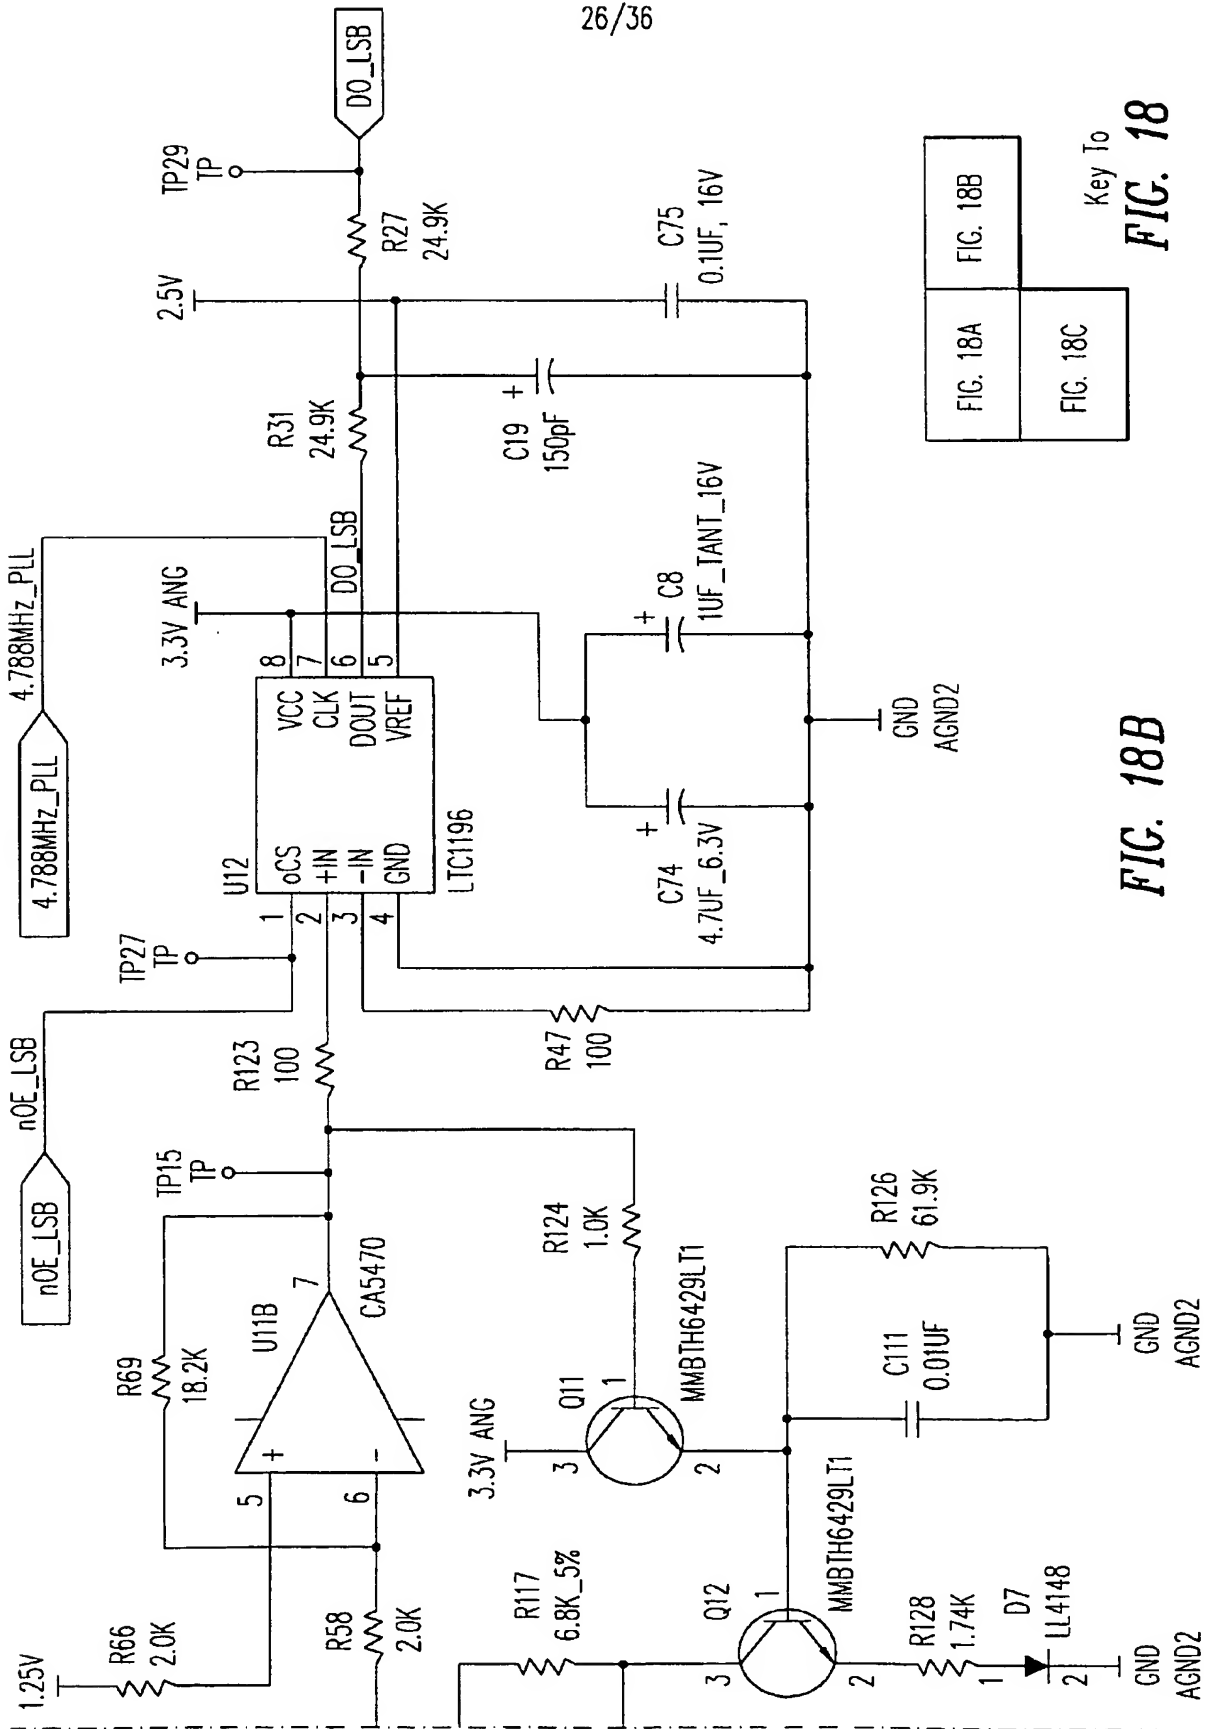 26/36
nOE_LSB
nOE_LSB
4.788MHz_PLL
4.788MHz_PLL
1.25V
R66
2.0K
R58
2.0K
R69
18.2K
5
+
6
-
U11B
7
CA5470
TP15
TP
R123
100
TP27
TP
U12
1
2
3
4
oCS
+IN
-IN
GND
VCC
CLK
DOUT
VREF
8
7
6
5
LTC1196
3.3V ANG
DO_LSB
R31
24.9K
2.5V
R27
24.9K
TP29
TP
DO_LSB
R47
100
C74
4.7UF_6.3V
+
C8
1UF_TANT_16V
+
C19
150pF
+
C75
0.1UF, 16V
GND
AGND2
R124
1.0K
3.3V ANG
Q11
3
1
2
MMBTH6429LT1
R117
6.8K_5%
Q12
3
1
2
MMBTH6429LT1
R128
1.74K
D7
LL4148
1
2
GND
AGND2
C111
0.01UF
R126
61.9K
GND
AGND2
FIG. 18A
FIG. 18B
FIG. 18C
Key To
FIG. 18
FIG. 18B